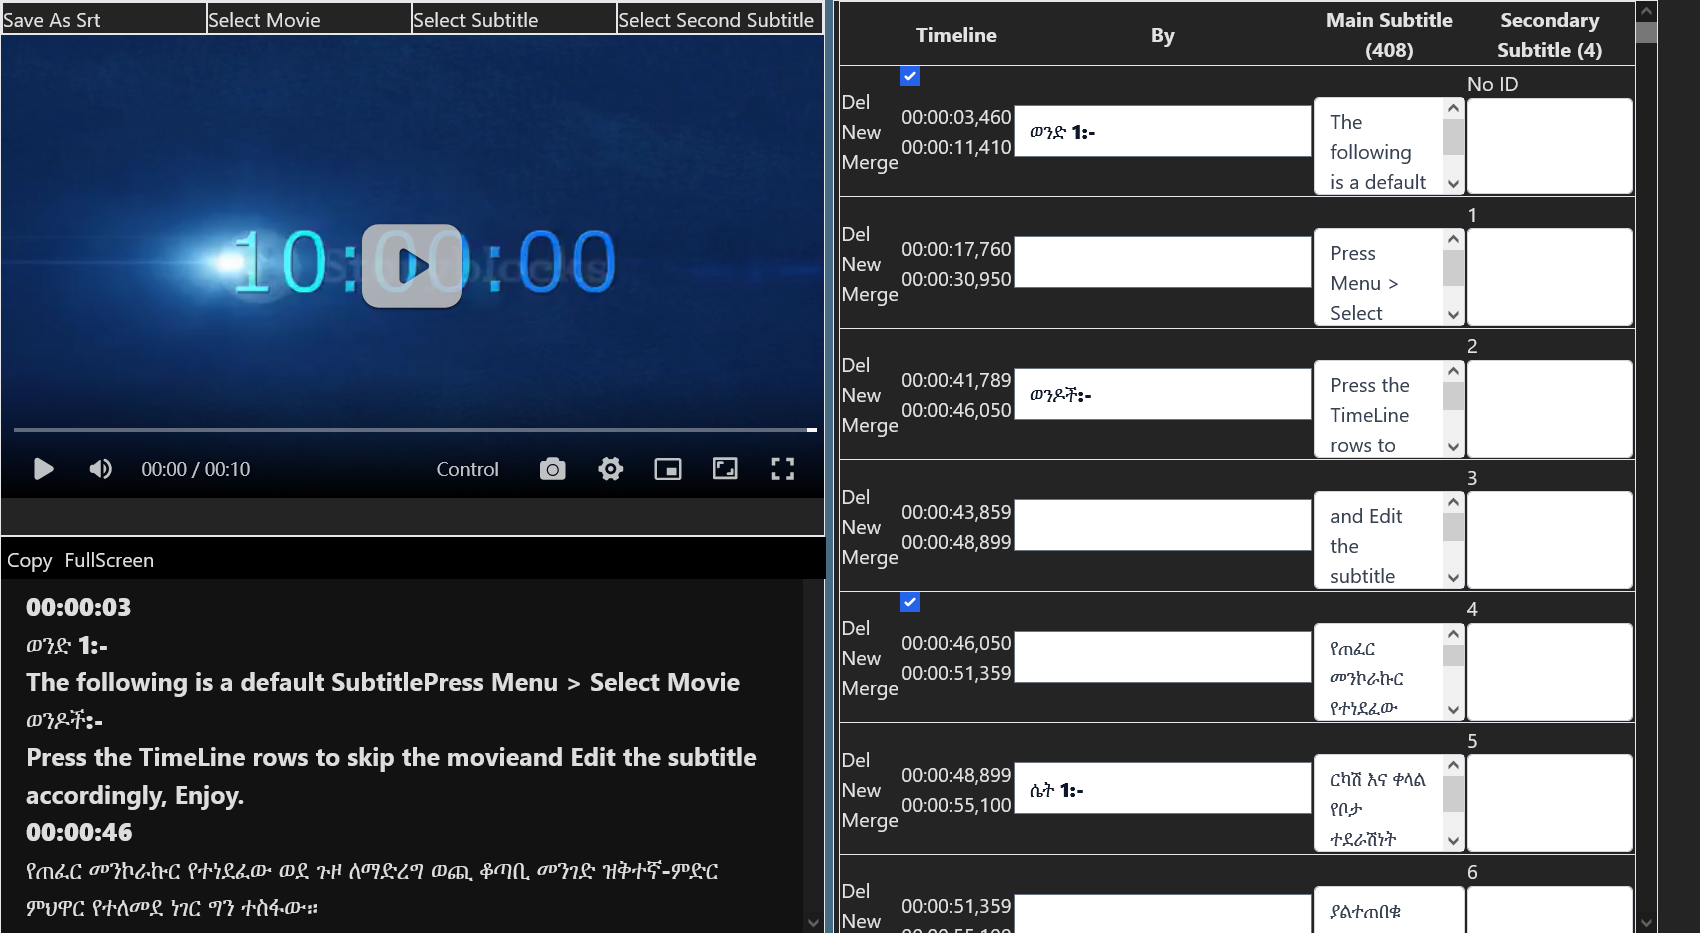 Save As Srt
Select Movie
Select Subtitle
Select Second Subtitle
10:00:00
00:00 / 00:10
Control
Copy FullScreen
00:00:03
ወንድ 1:-
The following is a default SubtitlePress Menu > Select Movie
ወንዶች:-
Press the TimeLine rows to skip the movieand Edit the subtitle
accordingly, Enjoy.
00:00:46
የጠፈር መንኮራኩር የተነደፈው ወደ ጉዞ ለማድረግ ወጪ ቆጣቢ መንገድ ዝቅተኛ-ምድር
ምህዋር የተለመደ ነገር ግን ተስፋው።
Timeline
By
Main Subtitle
(408)
Secondary
Subtitle (4)
Del
New
Merge
00:00:03,460
00:00:11,410
ወንድ 1:-
The
following
is a default
No ID
Del
New
Merge
00:00:17,760
00:00:30,950
Press
Menu >
Select
1
Del
New
Merge
00:00:41,789
00:00:46,050
ወንዶች:-
Press the
TimeLine
rows to
2
Del
New
Merge
00:00:43,859
00:00:48,899
and Edit
the
subtitle
3
Del
New
Merge
00:00:46,050
00:00:51,359
የጠፈር
መንኮራኩር
የተነደፈው
4
Del
New
Merge
00:00:48,899
00:00:55,100
ሴት 1:-
ርካሽ እና ቀላል
የቦታ
ተደራሽነት
5
Del
New
00:00:51,359
00:00:55,100
ያልተጠበቁ
6